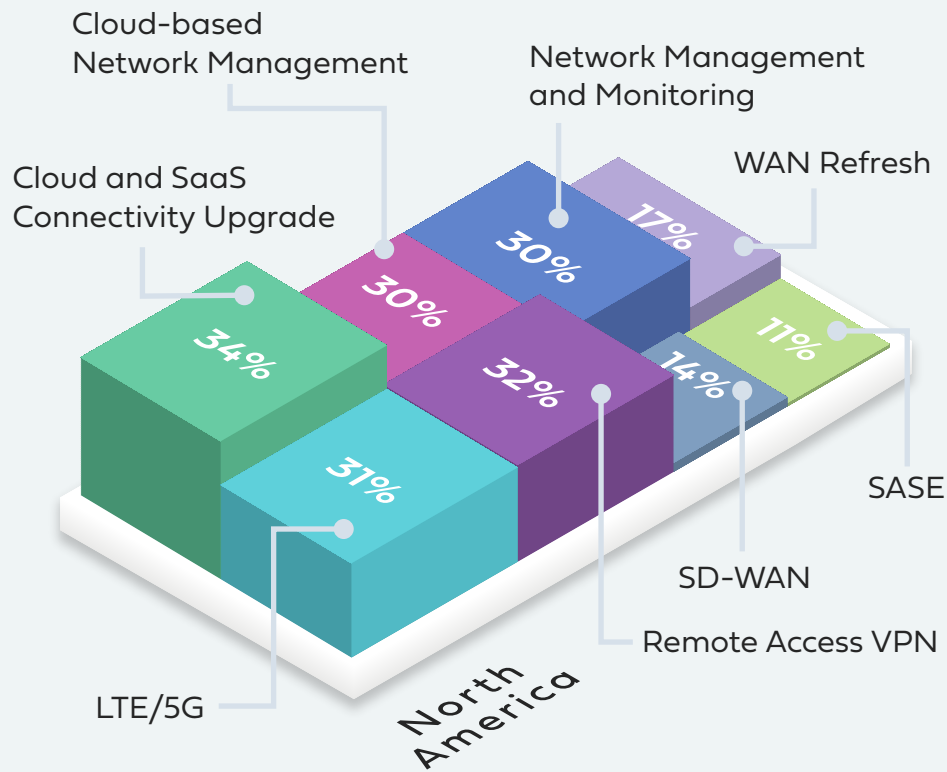 Cloud-based
Network Management
Network Management
and Monitoring
WAN Refresh
Cloud and SaaS
Connectivity Upgrade
17%
30%
30%
11%
34%
14%
32%
31%
SASE
SD-WAN
Remote Access VPN
LTE/5G
North
America